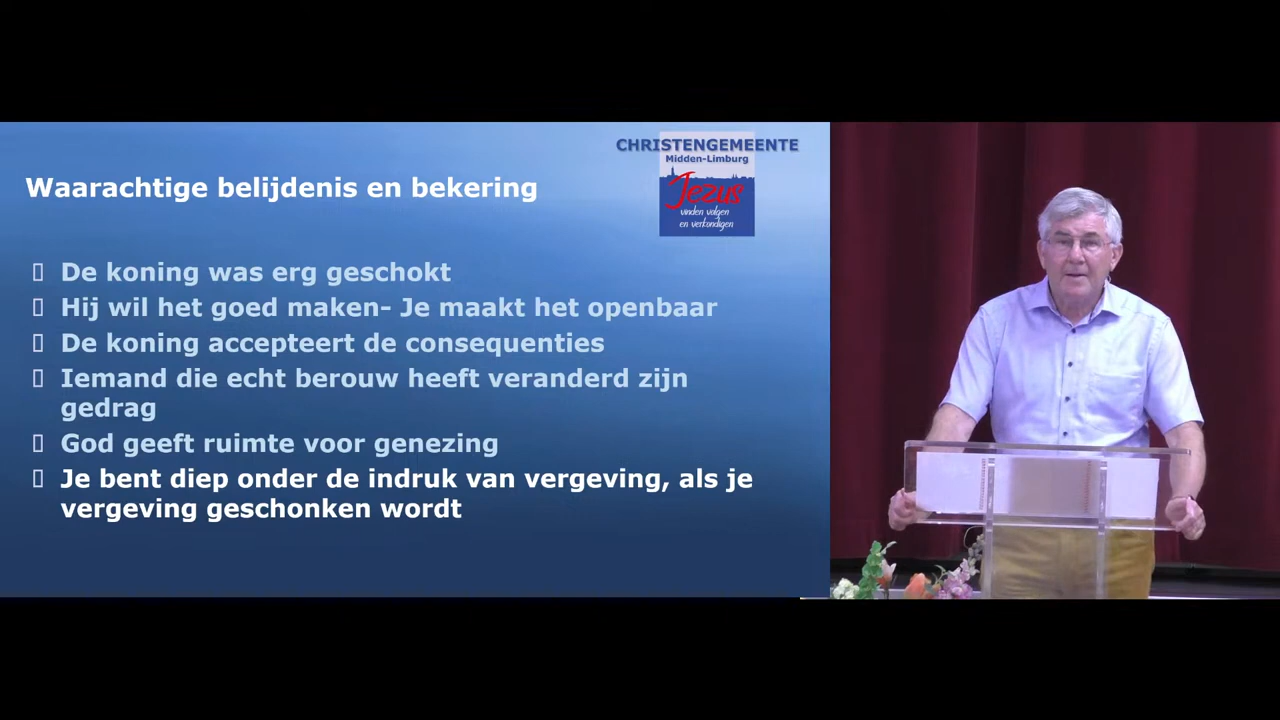 CHRISTENGEMEENTE
Midden-Limburg
Jezus
vinden volgen
en verkondigen
Waarachtige belijdenis en bekering
De koning was erg geschokt
Hij wil het goed maken- Je maakt het openbaar
De koning accepteert de consequenties
Iemand die echt berouw heeft veranderd zijn
gedrag
God geeft ruimte voor genezing
Je bent diep onder de indruk van vergeving, als je
vergeving geschonken wordt